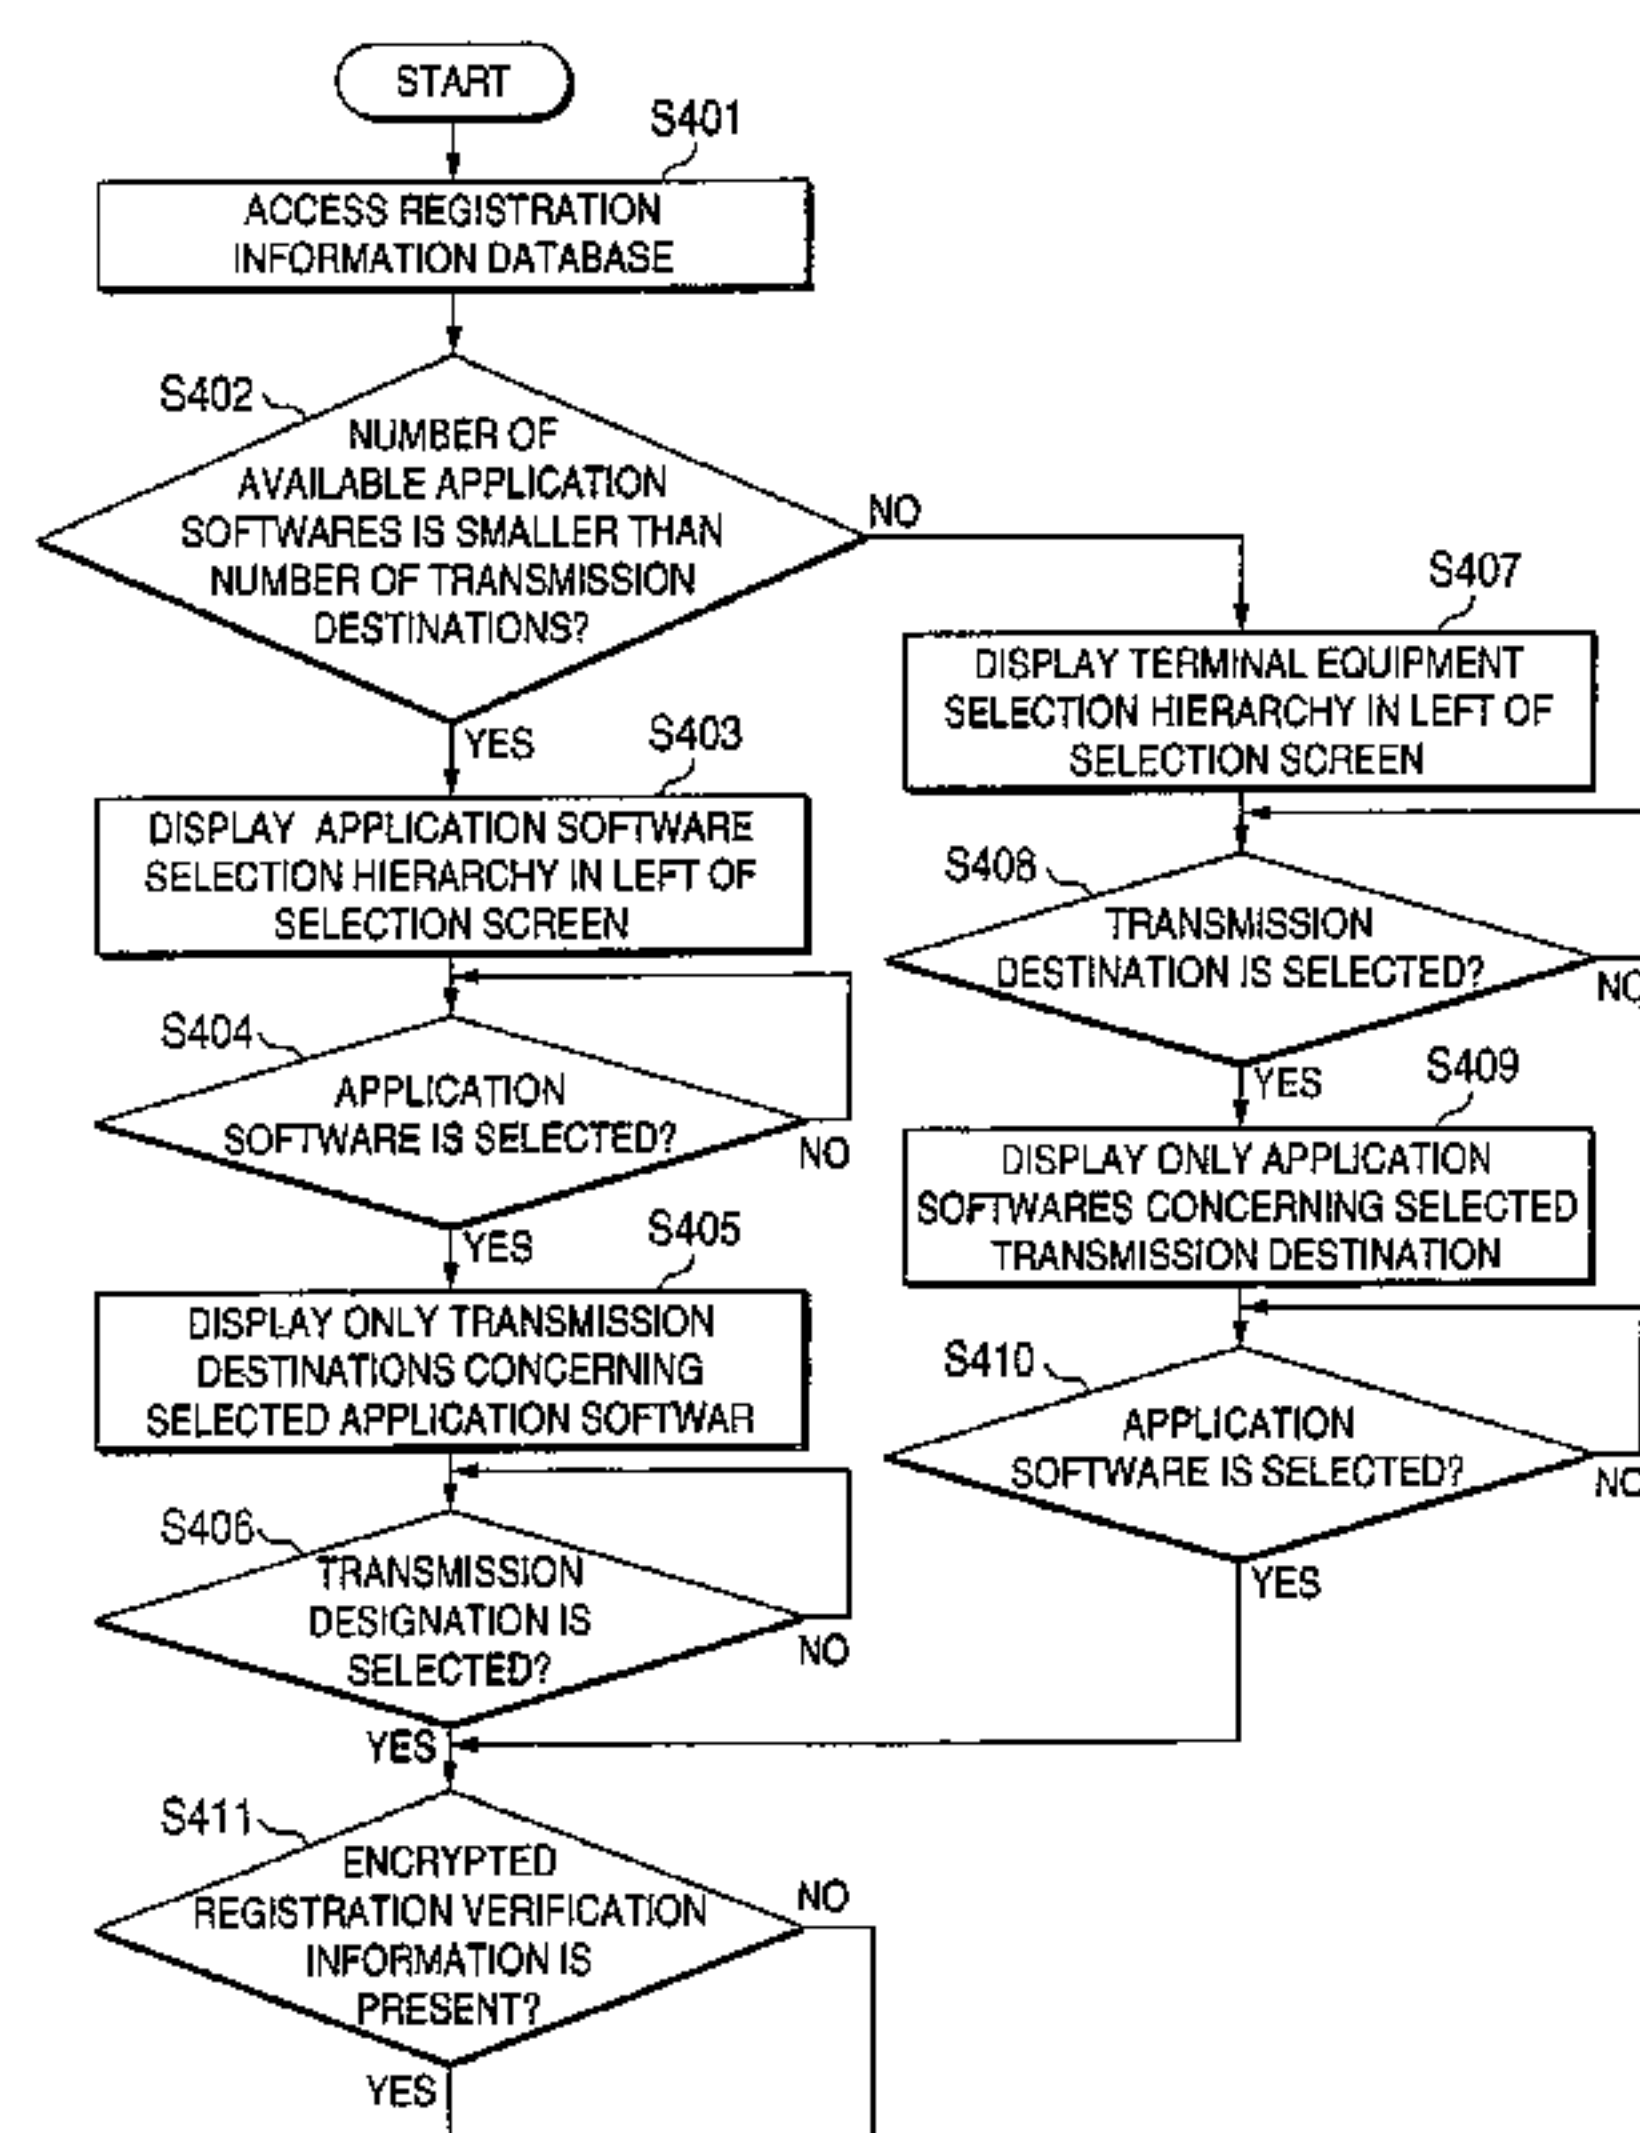 START
S401
ACCESS REGISTRATION
INFORMATION DATABASE
S402
NUMBER OF
AVAILABLE APPLICATION
SOFTWARES IS SMALLER THAN
NUMBER OF TRANSMISSION
DESTINATIONS?
NO
YES
S403
DISPLAY APPLICATION SOFTWARE
SELECTION HIERARCHY IN LEFT OF
SELECTION SCREEN
S404
APPLICATION
SOFTWARE IS SELECTED?
NO
YES
S405
DISPLAY ONLY TRANSMISSION
DESTINATIONS CONCERNING
SELECTED APPLICATION SOFTWAR
S406
TRANSMISSION
DESIGNATION IS
SELECTED?
NO
YES
S407
DISPLAY TERMINAL EQUIPMENT
SELECTION HIERARCHY IN LEFT OF
SELECTION SCREEN
S408
TRANSMISSION
DESTINATION IS SELECTED?
NO
YES
S409
DISPLAY ONLY APPLICATION
SOFTWARES CONCERNING SELECTED
TRANSMISSION DESTINATION
S410
APPLICATION
SOFTWARE IS SELECTED?
NO
YES
S411
ENCRYPTED
REGISTRATION VERIFICATION
INFORMATION IS
PRESENT?
NO
YES